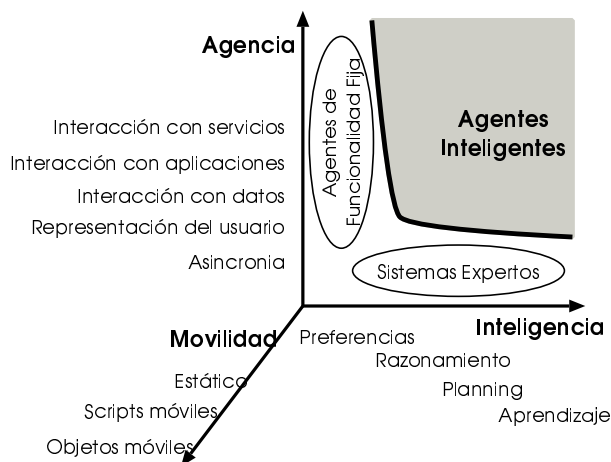 Agencia
Interacción con servicios
Interacción con aplicaciones
Interacción con datos
Representación del usuario
Asincronia
Agentes de
Funcionalidad Fija
Agentes
Inteligentes
Sistemas Expertos
Movilidad
Estático
Scripts móviles
Objetos móviles
Inteligencia
Preferencias
Razonamiento
Planning
Aprendizaje